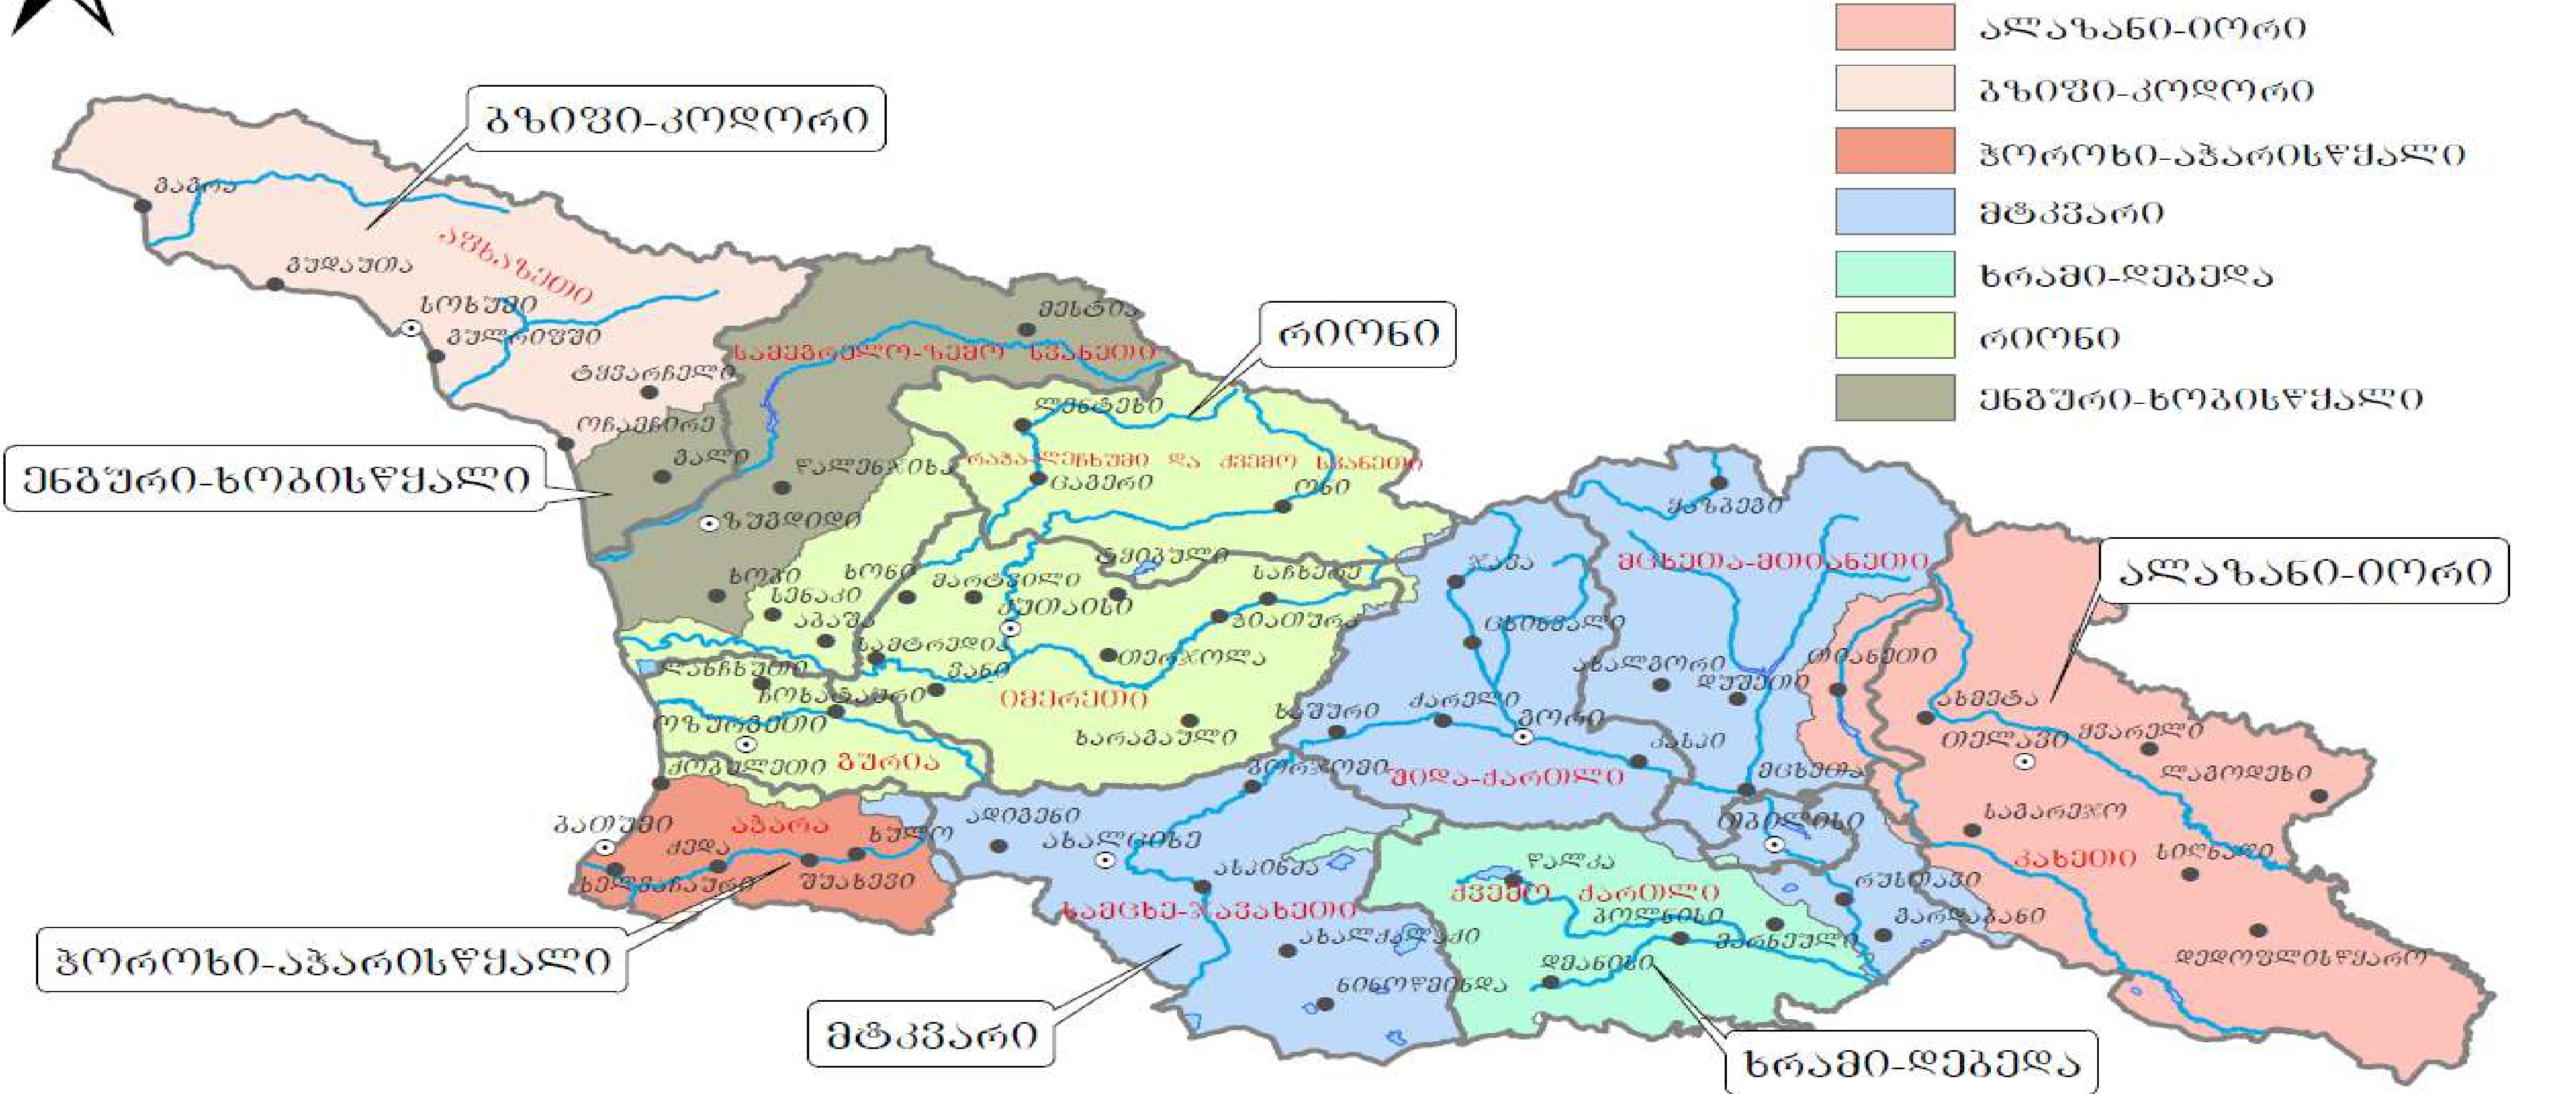 ალაზანი-იორი
ბზიფი-კოდორი
ჭოროხი-აჭარისწყალი
მტკვარი
ხრამი-დებედა
რიონი
ენგური-ხობისწყალი
ბზიფი-კოდორი
რიონი
ენგური-ხობისწყალი
ალაზანი-იორი
ჭოროხი-აჭარისწყალი
მტკვარი
ხრამი-დებედა
გაგრა
აფხაზეთი
გუდაუთა
სოხუმი
გულრიფში
ტყვარჩელი
ოჩამჩირე
გალი
მესტია
სამეგრელო-ზემო სვანეთი
წალენჯიხა
ზუგდიდი
ხობი
სენაკი
აბაშა
ხონი
მარტვილი
ლენტეხი
რაჭა-ლეჩხუმი და ქვემო სვანეთი
ცაგერი
ონი
ტყიბული
საჩხერე
ქუთაისი
ჭიათურა
სამტრედია
ვანი
თერჯოლა
იმერეთი
ხარაგაული
ლანჩხუთი
ჩოხატაური
ოზურგეთი
გურია
ქობულეთი
ბათუმი
აჭარა
ქედა
ხულო
ხელვაჩაური
შუახევი
ყაზბეგი
მცხეთა-მთიანეთი
ჯავა
ცხინვალი
ახალგორი
დუშეთი
თიანეთი
ხაშური
ქარელი
გორი
კასპი
ბორჯომი
შიდა-ქართლი
მცხეთა
თბილისი
ადიგენი
ახალციხე
ასპინძა
სამცხე-ჯავახეთი
ახალქალაქი
ნინოწმინდა
წალკა
ქვემო ქართლი
ბოლნისი
მარნეული
დმანისი
რუსთავი
გარდაბანი
ახმეტა
თელავი
ყვარელი
ლაგოდეხი
საგარეჯო
კახეთი
სიღნაღი
დედოფლისწყარო